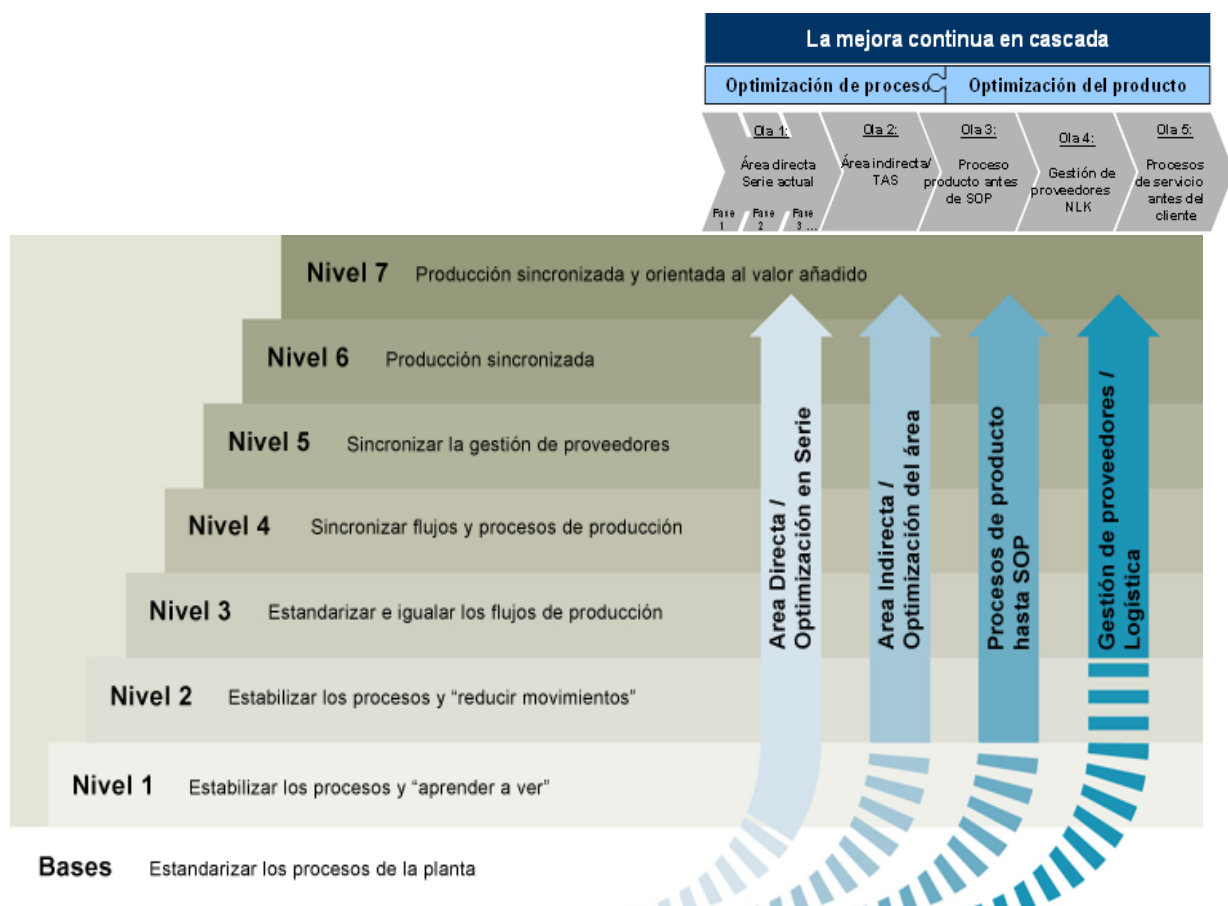 La mejora continua en cascada
Optimización de proceso
Optimización del producto
Ola 1:
Área directa
Serie actual
Fase 1
Fase 2
Fase 3 ...
Ola 2:
Área indirecta/
TAS
Ola 3:
Proceso
producto antes
de SOP
Ola 4:
Gestión de
proveedores
NLK
Ola 5:
Procesos
de servicio
antes del
cliente
Nivel 7 Producción sincronizada y orientada al valor añadido
Nivel 6 Producción sincronizada
Nivel 5 Sincronizar la gestión de proveedores
Nivel 4 Sincronizar flujos y procesos de producción
Nivel 3 Estandarizar e igualar los flujos de producción
Nivel 2 Estabilizar los procesos y “reducir movimientos“
Nivel 1 Estabilizar los procesos y “aprender a ver”
Bases Estandarizar los procesos de la planta
Area Directa /
Optimización en Serie
Area Indirecta /
Optimización del área
Procesos de producto
hasta SOP
Gestión de proveedores /
Logística